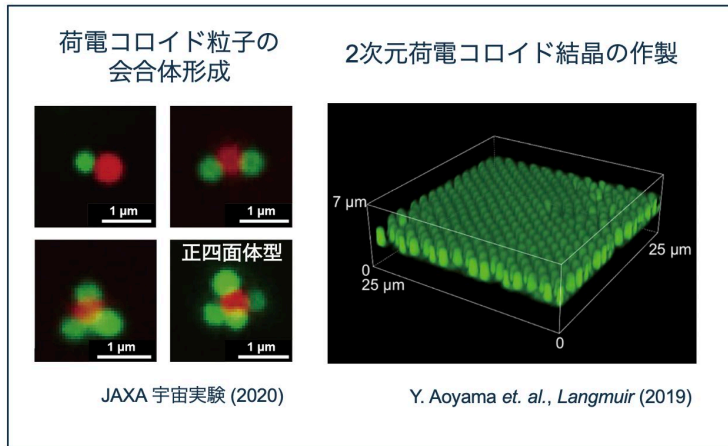 荷電コロイド粒子の
会合体形成
2次元荷電コロイド結晶の作製
1 μm
1 μm
正四面体型
1 μm
1 μm
7 μm
0
25 μm
25 μm
0
JAXA 宇宙実験 (2020)
Y. Aoyama et. al., Langmuir (2019)